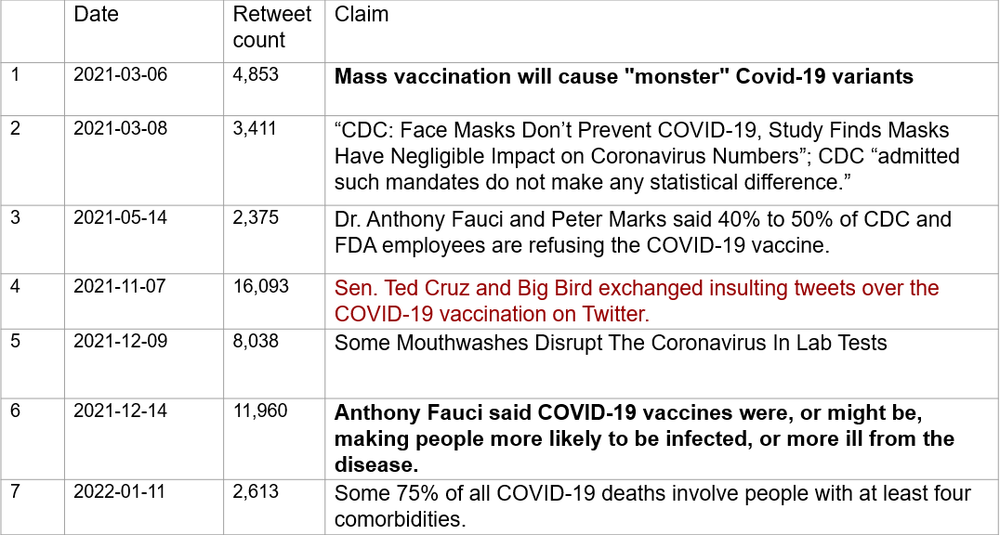 Date Retweet count Claim
1 2021-03-06 4,853 Mass vaccination will cause "monster" Covid-19 variants
2 2021-03-08 3,411 “CDC: Face Masks Don’t Prevent COVID-19, Study Finds Masks
Have Negligible Impact on Coronavirus Numbers”; CDC “admitted
such mandates do not make any statistical difference.”
3 2021-05-14 2,375 Dr. Anthony Fauci and Peter Marks said 40% to 50% of CDC and
FDA employees are refusing the COVID-19 vaccine.
4 2021-11-07 16,093 Sen. Ted Cruz and Big Bird exchanged insulting tweets over the
COVID-19 vaccination on Twitter.
5 2021-12-09 8,038 Some Mouthwashes Disrupt The Coronavirus In Lab Tests
6 2021-12-14 11,960 Anthony Fauci said COVID-19 vaccines were, or might be,
making people more likely to be infected, or more ill from the
disease.
7 2022-01-11 2,613 Some 75% of all COVID-19 deaths involve people with at least four
comorbidities.